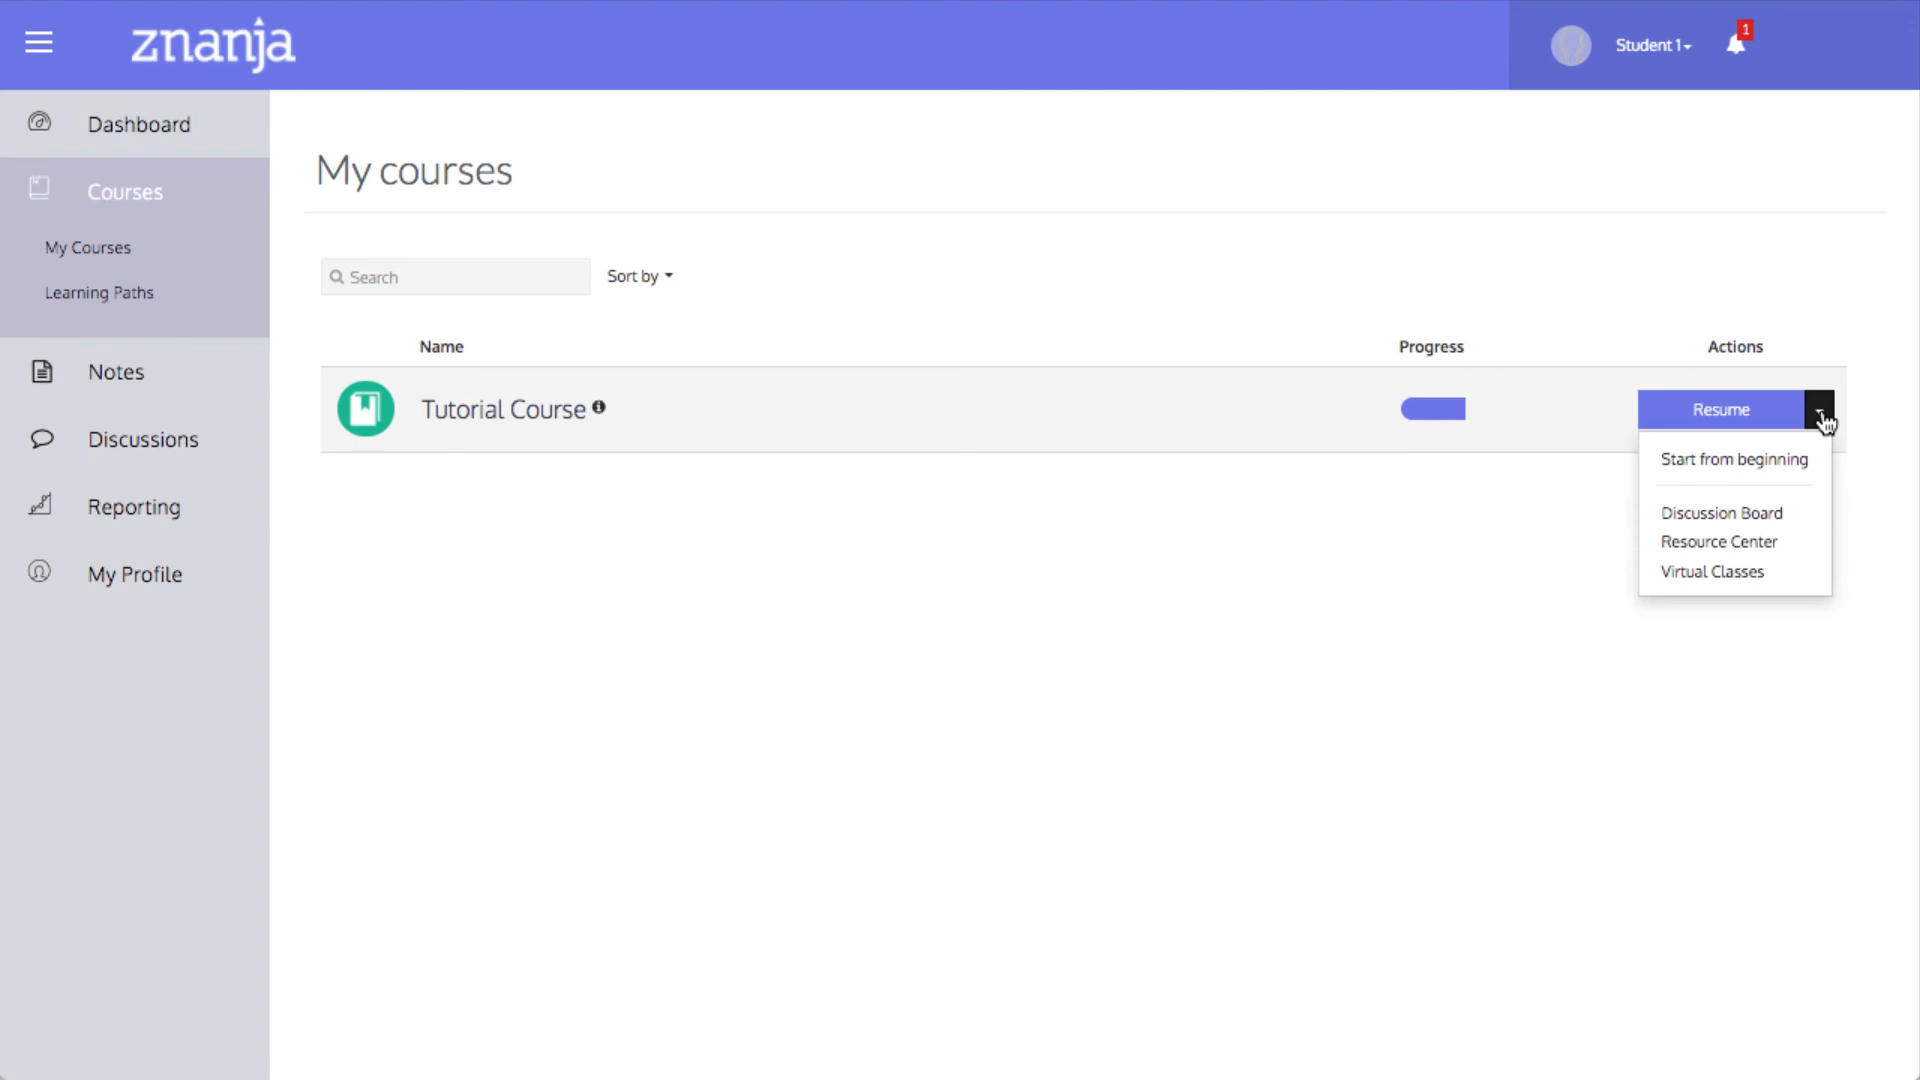 znanja
Student 1
1
Dashboard
Courses
My Courses
Learning Paths
Notes
Discussions
Reporting
My Profile
My courses
Search
Sort by
Name
Progress
Actions
Tutorial Course
Resume
Start from beginning
Discussion Board
Resource Center
Virtual Classes